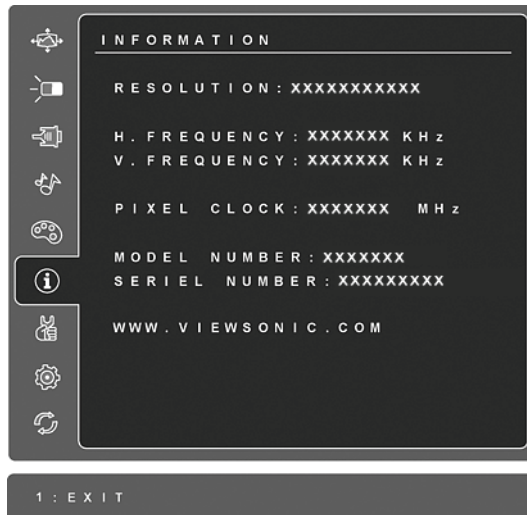 INFORMATION
RESOLUTION:XXXXXXXXXXX
H. FREQUENCY:XXXXXXX KHz
V. FREQUENCY:XXXXXXX KHz
PIXEL CLOCK:XXXXXXX MHz
MODEL NUMBER:XXXXXXX
SERIEL NUMBER:XXXXXXXXX
WWW.VIEWSONIC.COM
1:EXIT